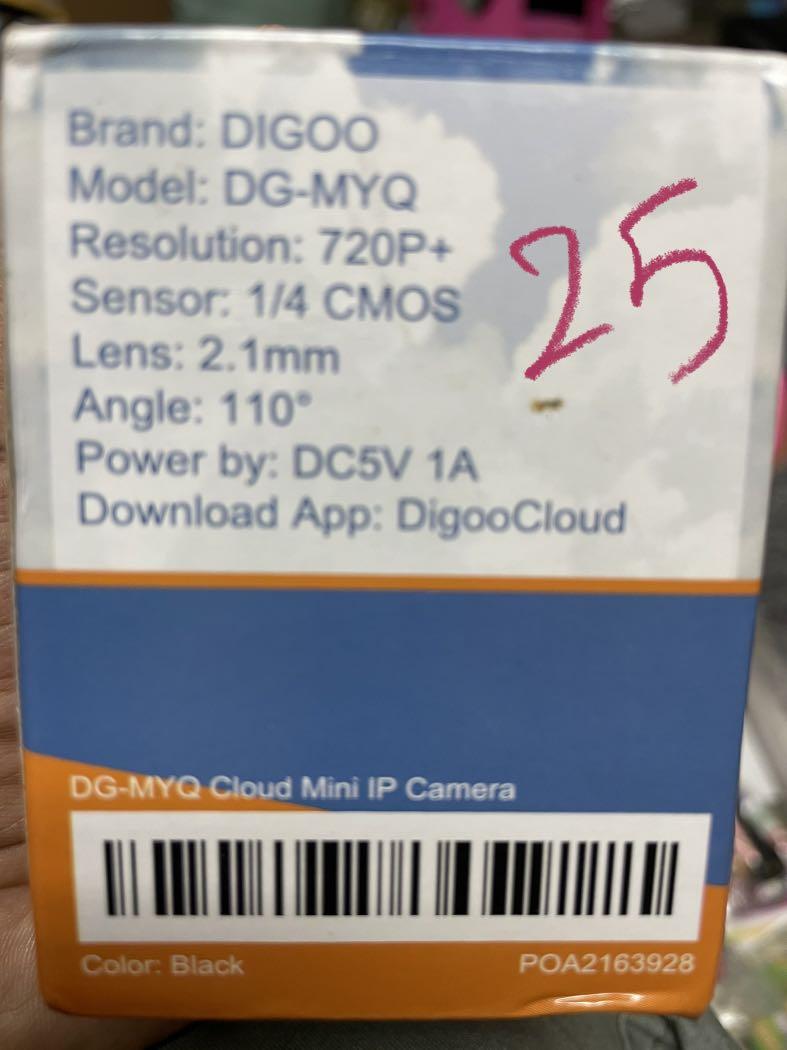 Brand: DIGOO
Model: DG-MYQ
Resolution: 720P+
Sensor: 1/4 CMOS
Lens: 2.1mm
Angle: 110°
Power by: DC5V 1A
Download App: DigooCloud
25
DG-MYQ Cloud Mini IP Camera
Color: Black POA2163928